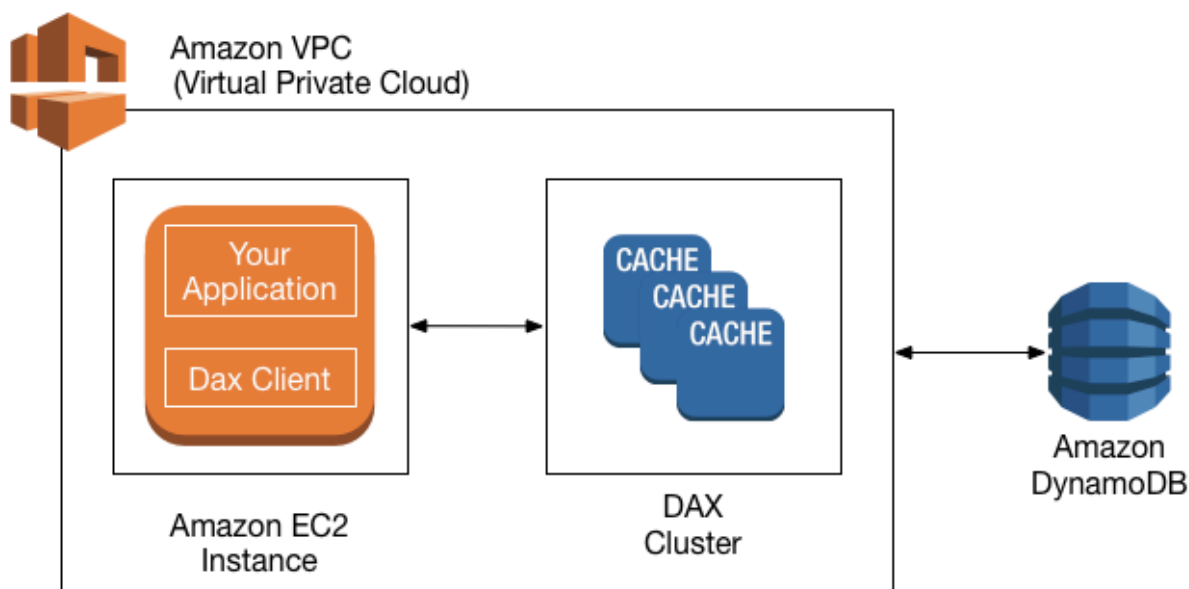 Amazon VPC
(Virtual Private Cloud)
Your
Application
Dax Client
CACHE
CACHE
CACHE
Amazon EC2
Instance
DAX
Cluster
Amazon
DynamoDB